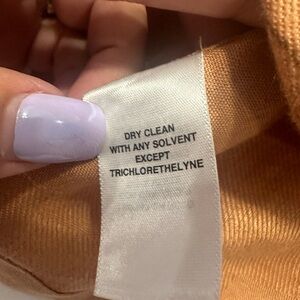 DRY CLEAN
WITH ANY SOLVENT
EXCEPT
TRICHLORETHELYNE